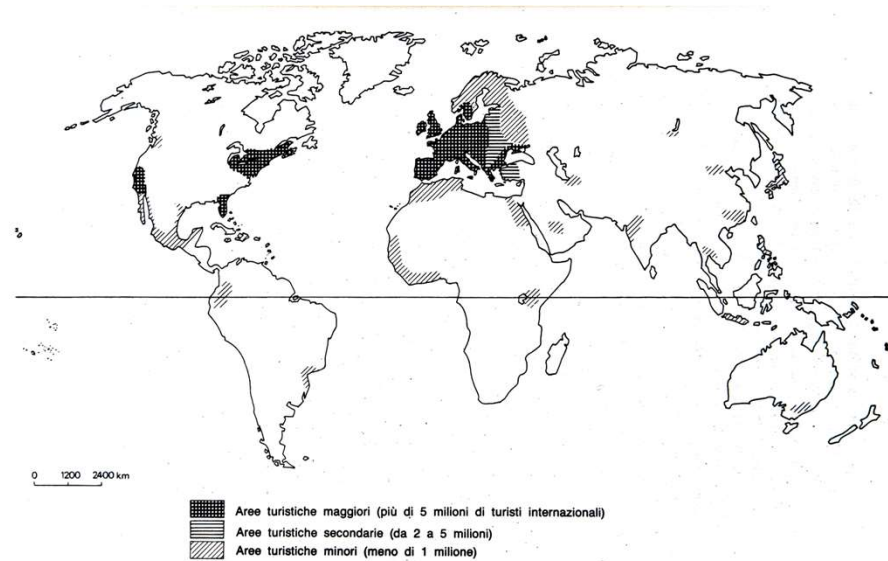 0 1200 2400 km
Aree turistiche maggiori (più di 5 milioni di turisti internazionali)
Aree turistiche secondarie (da 2 a 5 milioni)
Aree turistiche minori (meno di 1 milione)